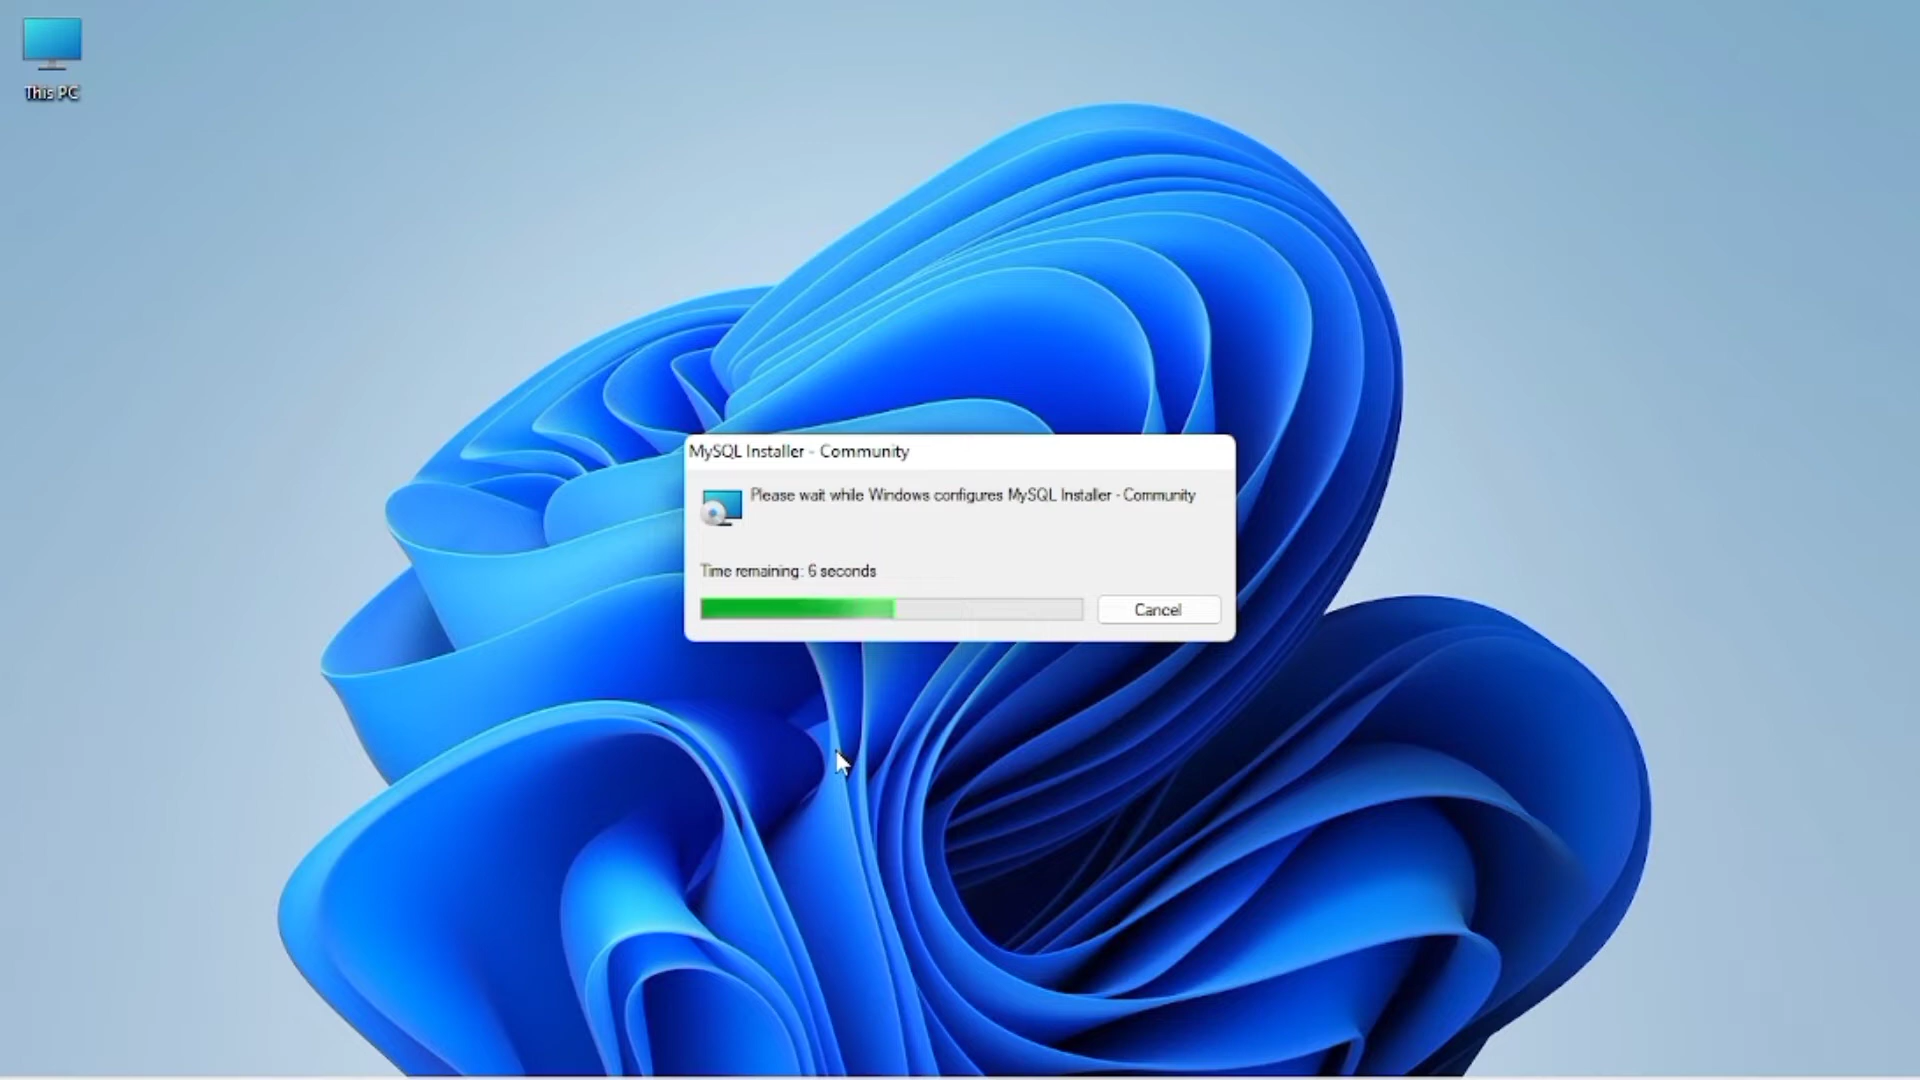 This PC
MySQL Installer - Community
Please wait while Windows configures MySQL Installer - Community
Time remaining: 6 seconds
Cancel